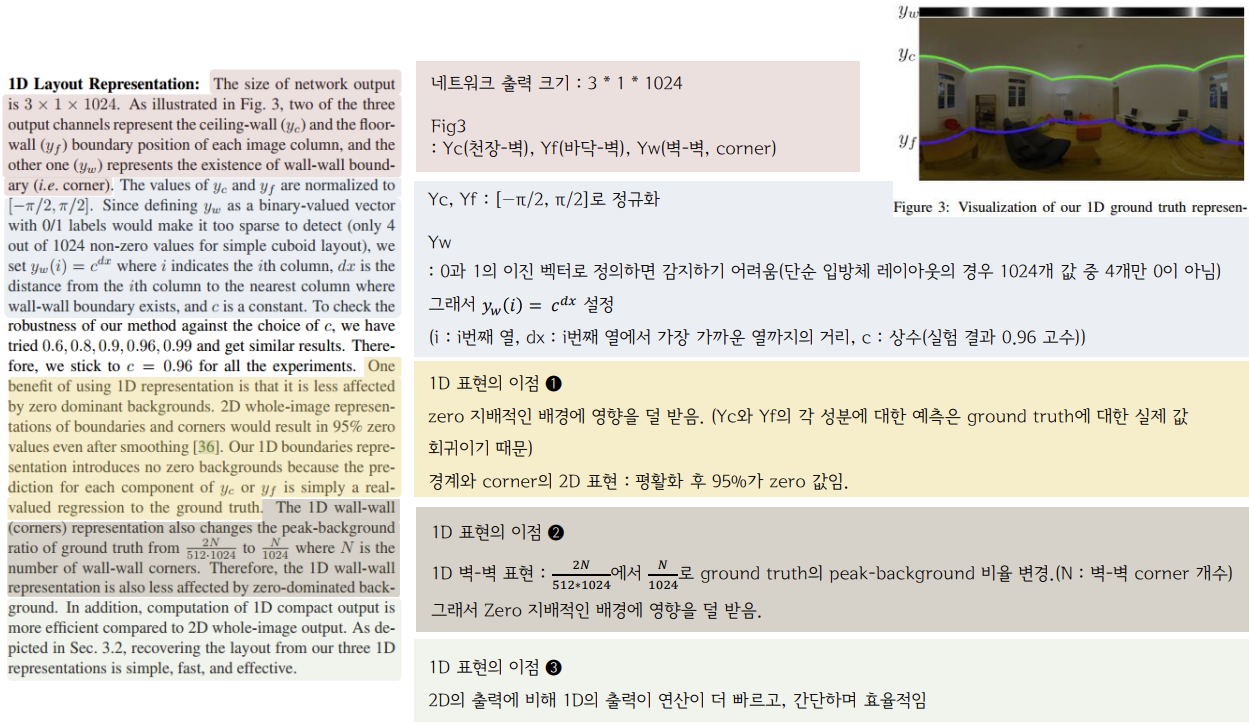 1D Layout Representation: The size of network output
is 3 × 1 × 1024. As illustrated in Fig. 3, two of the three
output channels represent the ceiling-wall (y_c) and the floor-
wall (y_f) boundary position of each image column, and the
other one (y_w) represents the existence of wall-wall bound-
ary (i.e. corner). The values of y_c and y_f are normalized to
[−π/2, π/2]. Since defining y_w as a binary-valued vector
with 0/1 labels would make it too sparse to detect (only 4
out of 1024 non-zero values for simple cuboid layout), we
set y_w(i) = c^{dx} where i indicates the ith column, dx is the
distance from the ith column to the nearest column where
wall-wall boundary exists, and c is a constant. To check the
robustness of our method against the choice of c, we have
tried 0.6, 0.8, 0.9, 0.96, 0.99 and get similar results. There-
fore, we stick to c = 0.96 for all the experiments. One
benefit of using 1D representation is that it is less affected
by zero dominant backgrounds. 2D whole-image represen-
tations of boundaries and corners would result in 95% zero
values even after smoothing [36]. Our 1D boundaries repre-
sentation introduces no zero backgrounds because the pre-
diction for each component of y_c or y_f is simply a real-
valued regression to the ground truth. The 1D wall-wall
(corners) representation also changes the peak-background
ratio of ground truth from 2N/512·1024 to N/1024 where N is the
number of wall-wall corners. Therefore, the 1D wall-wall
representation is also less affected by zero-dominated back-
ground. In addition, computation of 1D compact output is
more efficient compared to 2D whole-image output. As de-
picted in Sec. 3.2, recovering the layout from our three 1D
representations is simple, fast, and effective.
네트워크 출력 크기 : 3 * 1 * 1024
Fig3
: Yc(천장-벽), Yf(바닥-벽), Yw(벽-벽, corner)
y_w
y_c
y_f
Figure 3: Visualization of our 1D ground truth represen-
Yc, Yf : [−π/2, π/2]로 정규화
Yw
: 0과 1의 이진 벡터로 정의하면 감지하기 어려움(단순 입방체 레이아웃의 경우 1024개 값 중 4개만 0이 아님)
그래서 y_w(i) = c^{dx} 설정
(i : i번째 열, dx : i번째 열에서 가장 가까운 열까지의 거리, c : 상수(실험 결과 0.96 고수))
1D 표현의 이점 ❶
zero 지배적인 배경에 영향을 덜 받음. (Yc와 Yf의 각 성분에 대한 예측은 ground truth에 대한 실제 값
회귀이기 때문)
경계와 corner의 2D 표현 : 평활화 후 95%가 zero 값임.
1D 표현의 이점 ❷
1D 벽-벽 표현 : 2N/512*1024에서 N/1024로 ground truth의 peak-background 비율 변경.(N : 벽-벽 corner 개수)
그래서 Zero 지배적인 배경에 영향을 덜 받음.
1D 표현의 이점 ❸
2D의 출력에 비해 1D의 출력이 연산이 더 빠르고, 간단하며 효율적임